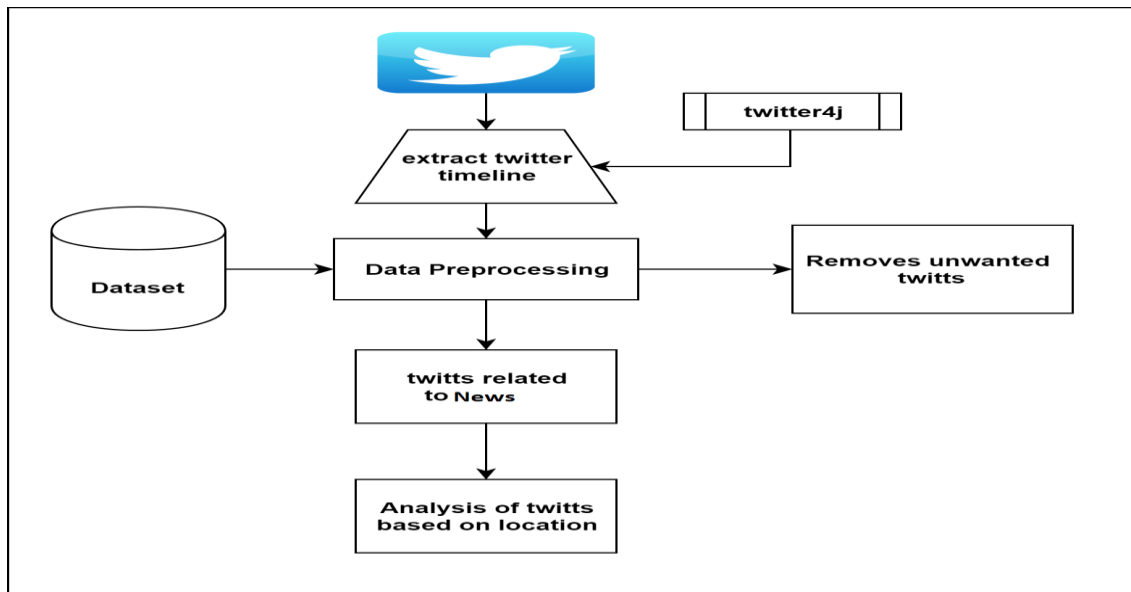 twitter4j
extract twitter
timeline
Dataset
Data Preprocessing
Removes unwanted
twitts
twitts related
to News
Analysis of twitts
based on location